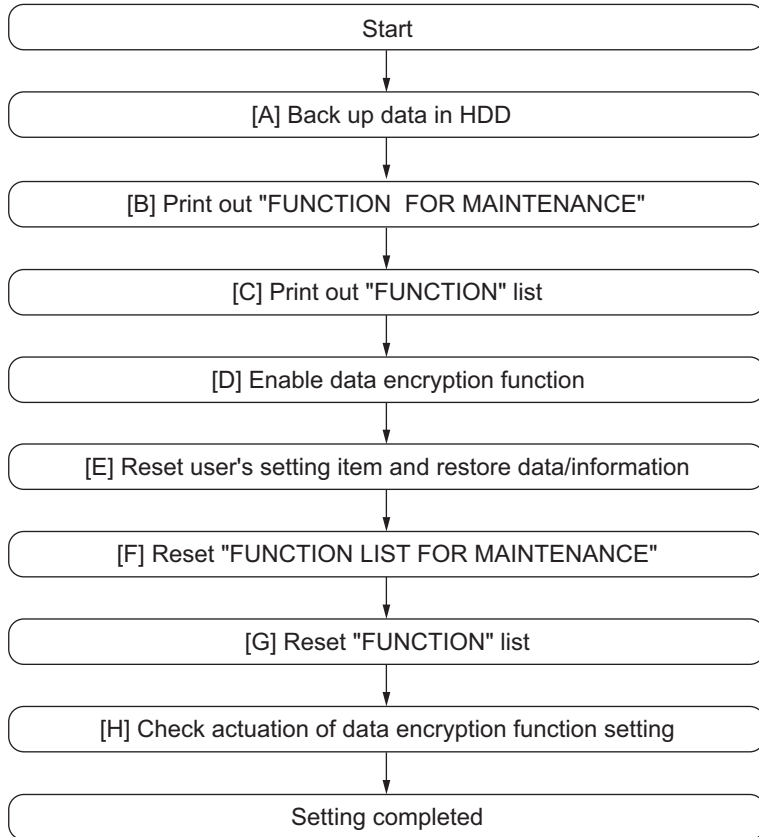 Start
[A] Back up data in HDD
[B] Print out "FUNCTION  FOR MAINTENANCE"
[C] Print out "FUNCTION" list
[D] Enable data encryption function
[E] Reset user's setting item and restore data/information
[F] Reset "FUNCTION LIST FOR MAINTENANCE"
[G] Reset "FUNCTION" list
[H] Check actuation of data encryption function setting
Setting completed